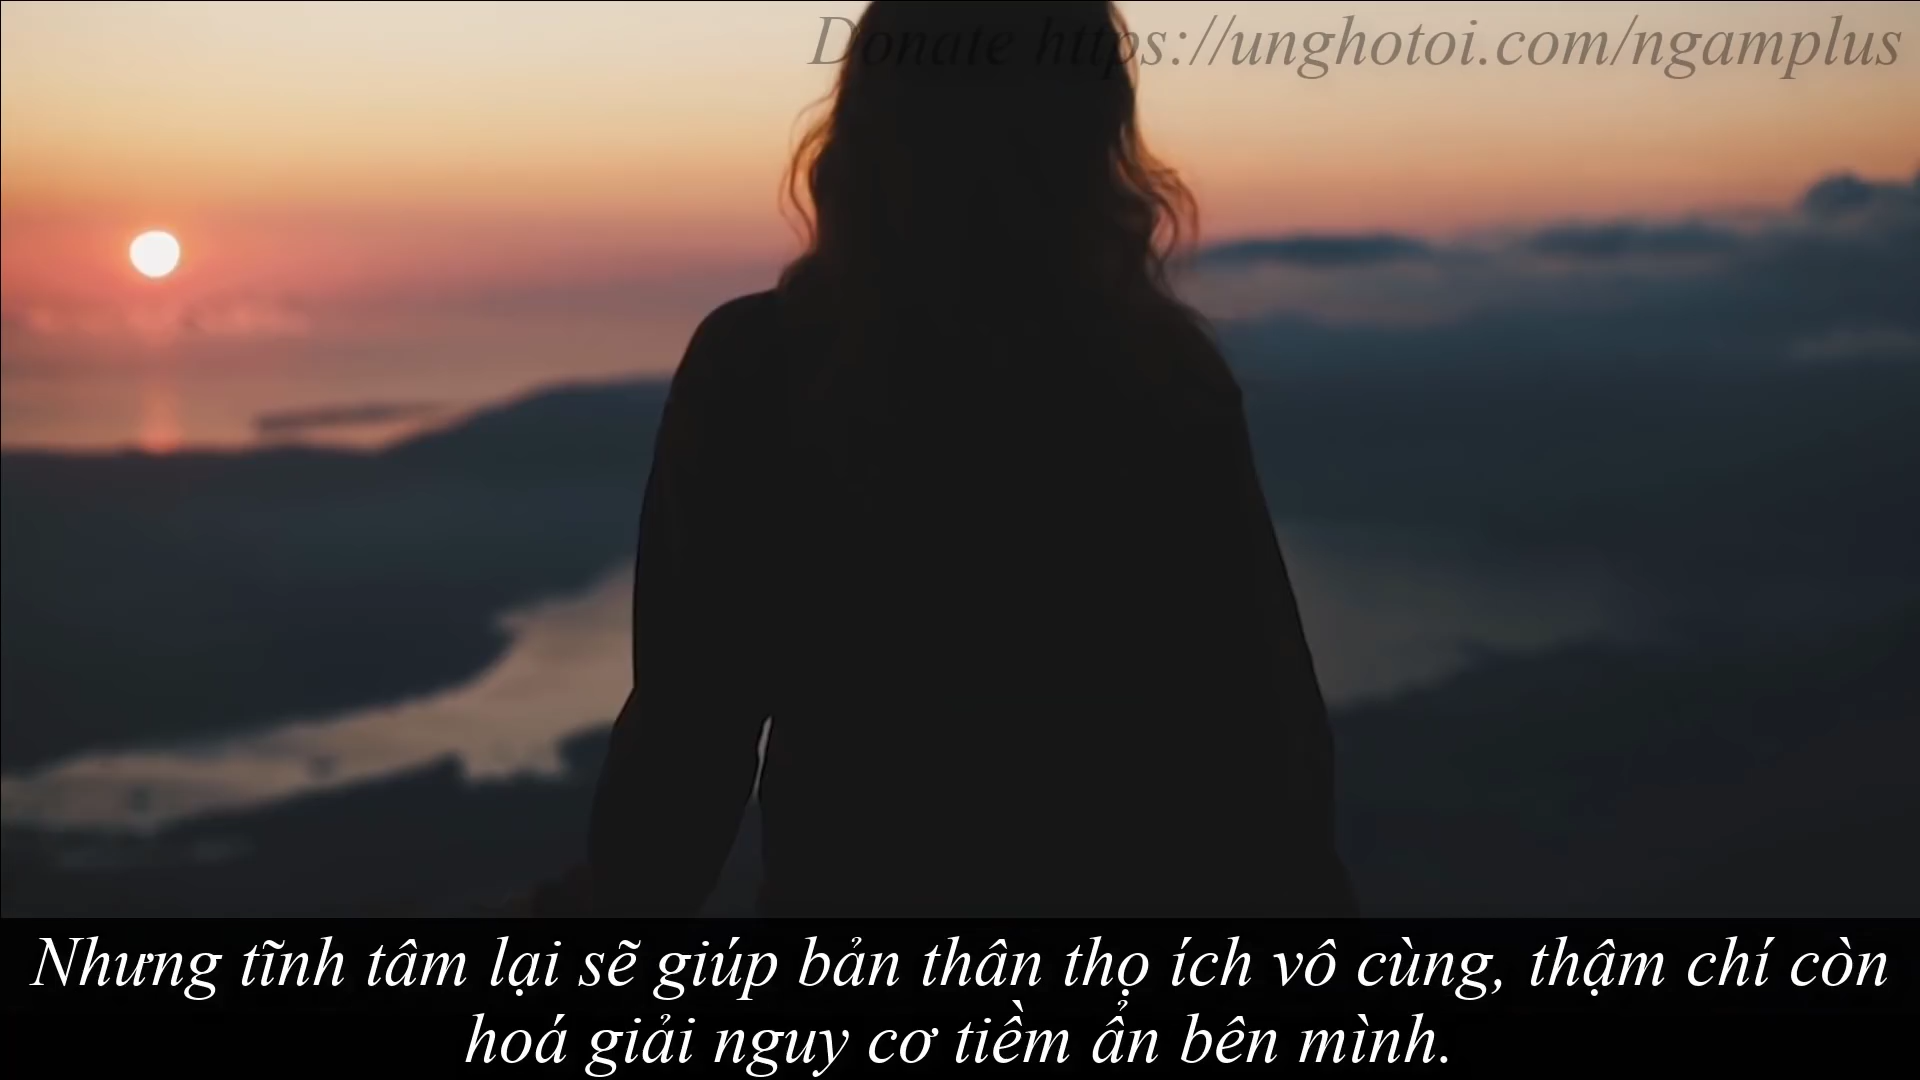 Donate https://unghotoi.com/ngamplus
Nhưng tĩnh tâm lại sẽ giúp bản thân thọ ích vô cùng, thậm chí còn
hoá giải nguy cơ tiềm ẩn bên mình.